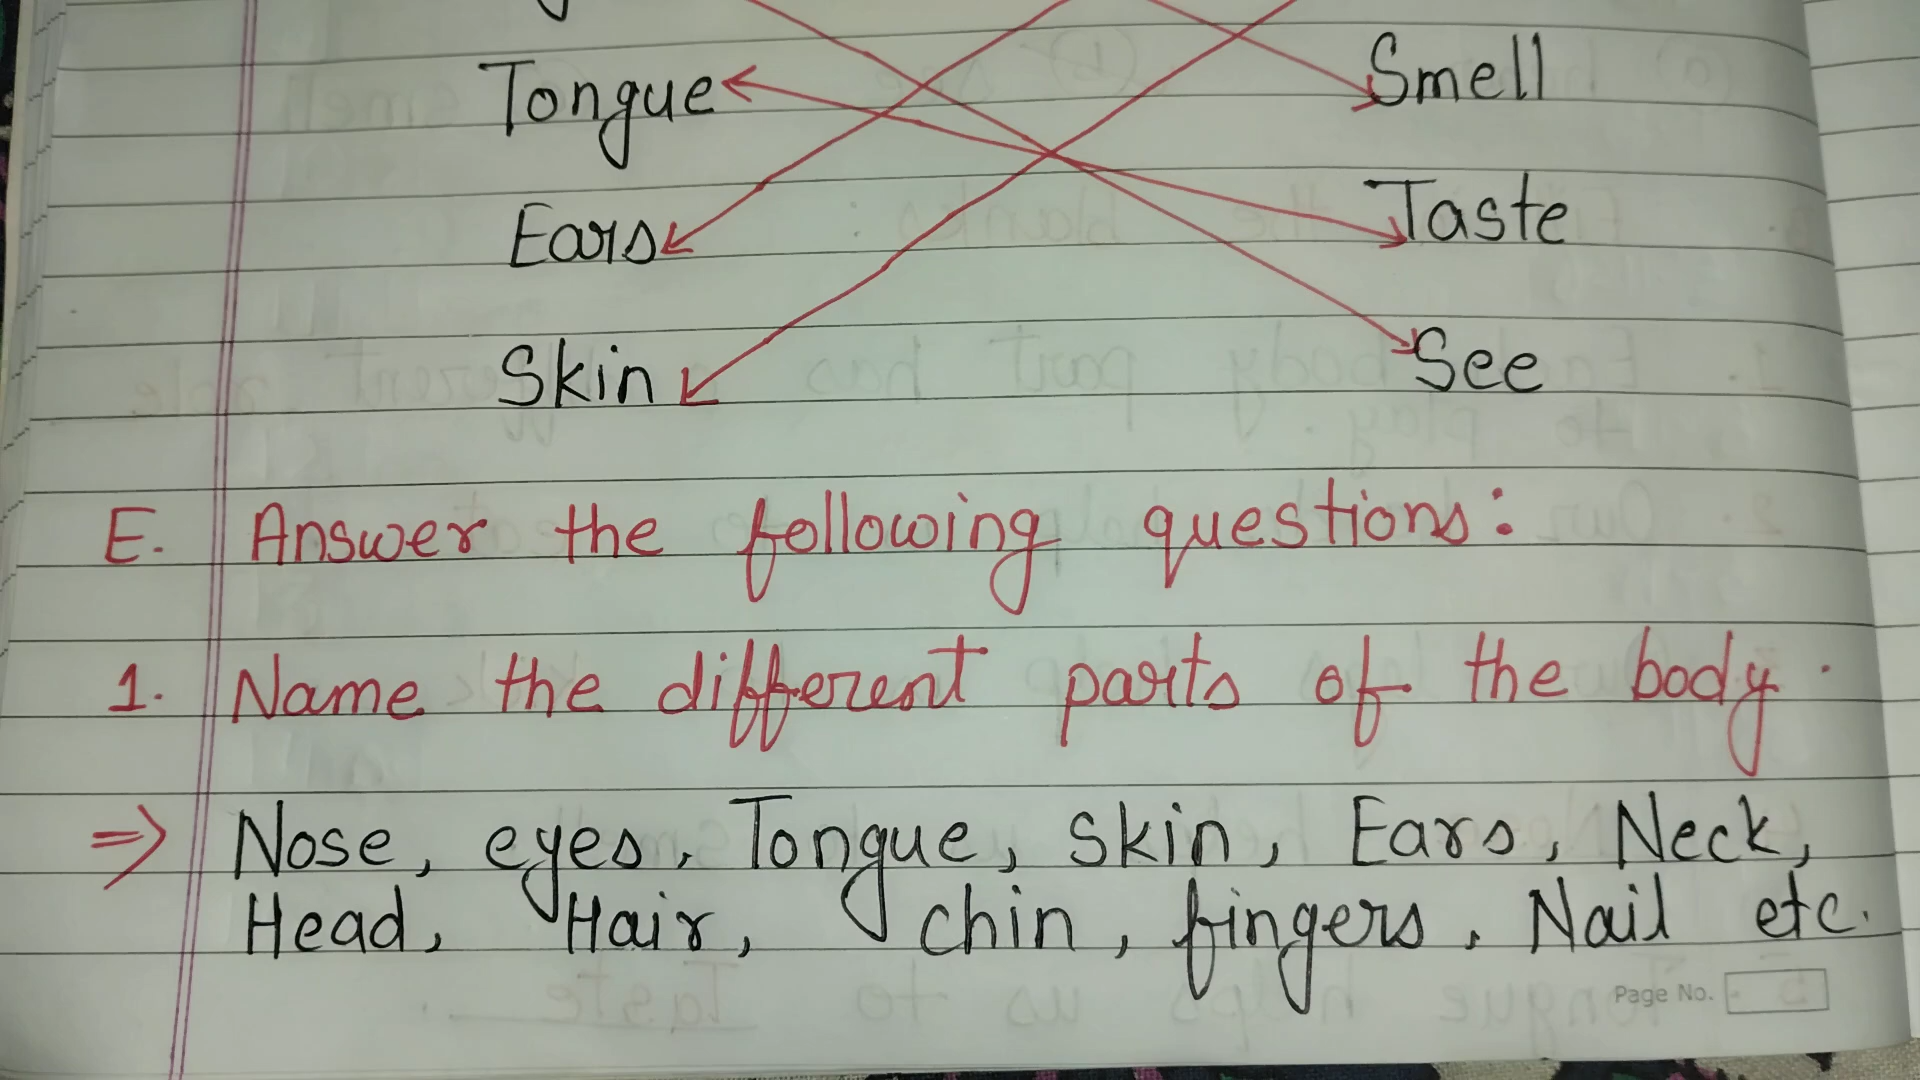 Tongue Smell
Ears Taste
Skin See
E. Answer the following questions:
1. Name the different parts of the body.
⇒ Nose, eyes, Tongue, skin, Ears, Neck,
Head, Hair, chin, fingers, Nail etc.
Page No.